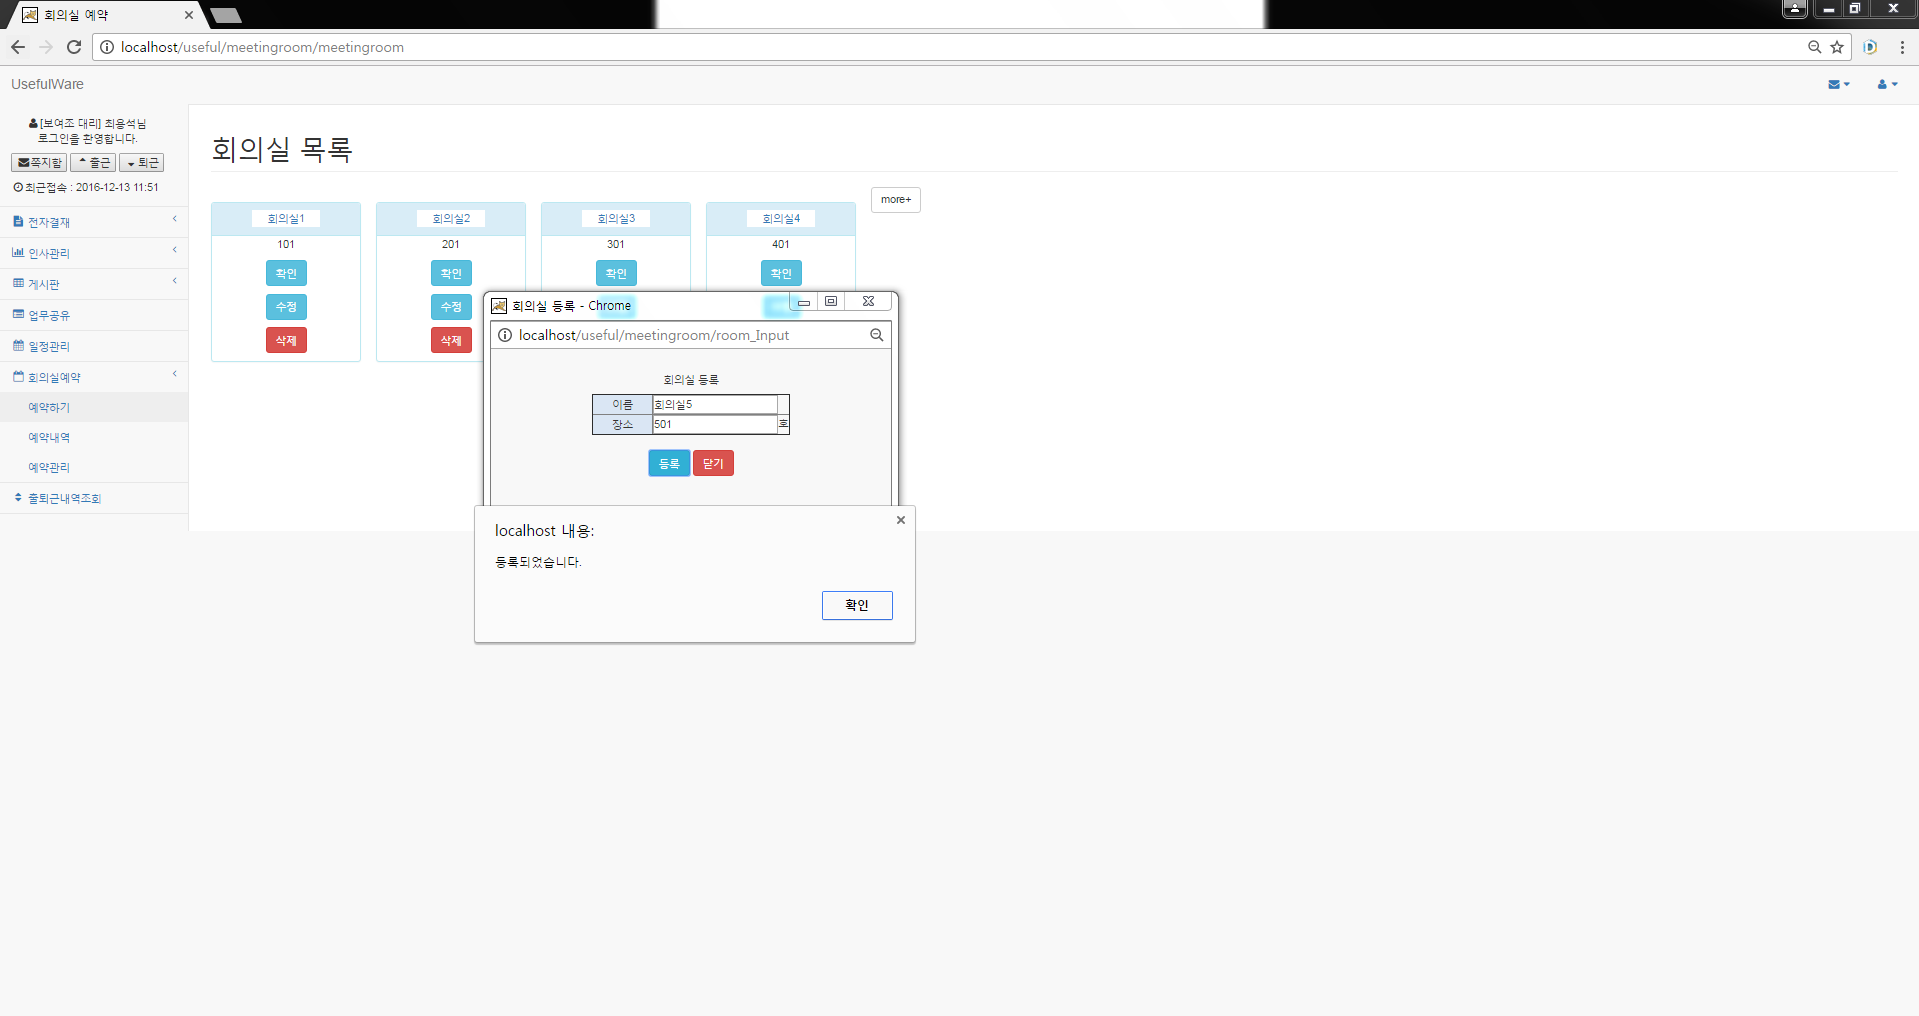 회의실 예약
localhost/useful/meetingroom/meetingroom
UsefulWare
[보여조 대리] 최용석님
로그인을 환영합니다.
쪽지함 출근 퇴근
최근접속 : 2016-12-13 11:51
전자결재
인사관리
게시판
업무공유
일정관리
회의실예약
예약하기
예약내역
예약관리
출퇴근내역조회
회의실 목록
회의실1 회의실2 회의실3 회의실4 more+
101 201 301 401
확인 확인 확인 확인
수정 수정
삭제 삭제
회의실 등록 - Chrome
localhost/useful/meetingroom/room_Input
회의실 등록
이름 회의실5
장소 501 호
등록 닫기
localhost 내용:
등록되었습니다.
확인